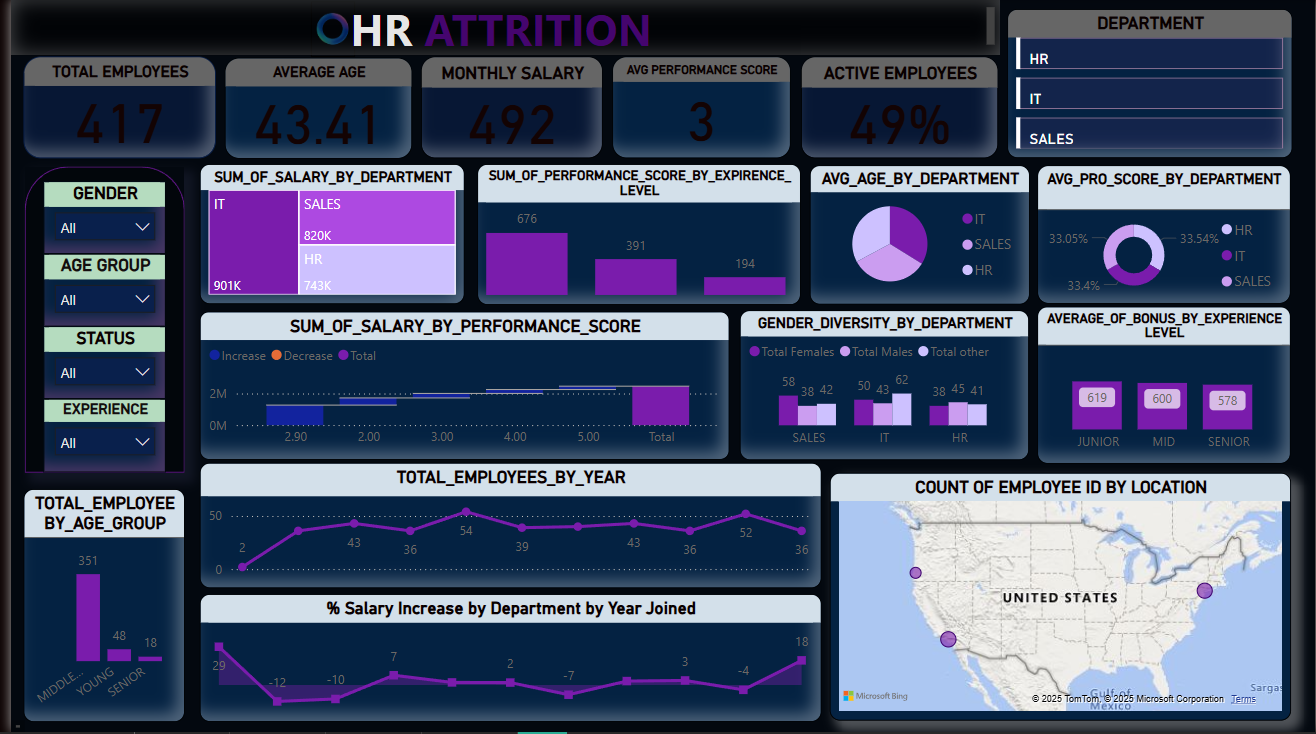 HR ATTRITION
DEPARTMENT
HR
IT
SALES
TOTAL EMPLOYEES
417
AVERAGE AGE
43.41
MONTHLY SALARY
492
AVG PERFORMANCE SCORE
3
ACTIVE EMPLOYEES
49%
GENDER
All
AGE GROUP
All
STATUS
All
EXPERIENCE
All
SUM_OF_SALARY_BY_DEPARTMENT
IT
901K
SALES
820K
HR
743K
SUM_OF_PERFORMANCE_SCORE_BY_EXPIRENCE_
LEVEL
676
391
194
AVG_AGE_BY_DEPARTMENT
IT
SALES
HR
AVG_PRO_SCORE_BY_DEPARTMENT
33.05%
33.54%
33.4%
HR
IT
SALES
SUM_OF_SALARY_BY_PERFORMANCE_SCORE
Increase Decrease Total
2M
0M
2.90 2.00 3.00 4.00 5.00 Total
GENDER_DIVERSITY_BY_DEPARTMENT
Total Females Total Males Total other
58 38 42 50 43 62 38 45 41
SALES IT HR
AVERAGE_OF_BONUS_BY_EXPERIENCE
LEVEL
619 600 578
JUNIOR MID SENIOR
TOTAL_EMPLOYEE
BY_AGE_GROUP
351
48
18
MIDDLE... YOUNG SENIOR
TOTAL_EMPLOYEES_BY_YEAR
50
0
2 43 36 54 39 43 36 52 36
% Salary Increase by Department by Year Joined
29 -12 -10 7 2 -7 3 -4 18
COUNT OF EMPLOYEE ID BY LOCATION
UNITED STATES
Gulf of
Mexico
Sargas
Microsoft Bing
© 2025 TomTom, © 2025 Microsoft Corporation Terms